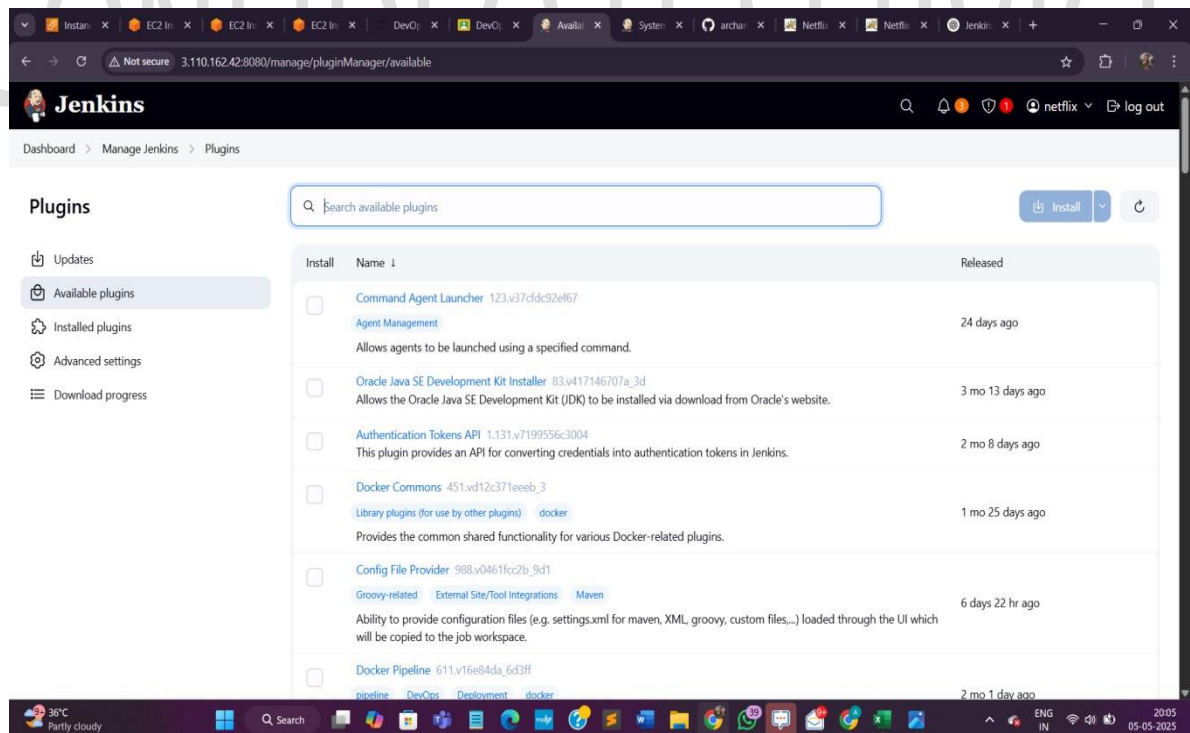 Instanc
EC2 In
EC2 In
EC2 In
DevOp
DevOp
Availal
System
archan
Netflix
Netflix
Jenkin
Not secure 3.110.162.42:8080/manage/pluginManager/available
Jenkins
3
1
netflix
log out
Dashboard > Manage Jenkins > Plugins
Plugins
Search available plugins
Install
Updates
Available plugins
Installed plugins
Advanced settings
Download progress
Install Name ↓ Released
Command Agent Launcher 123.v37cfdc92ef67
Agent Management
Allows agents to be launched using a specified command.
24 days ago
Oracle Java SE Development Kit Installer 83.v417146707a_3d
Allows the Oracle Java SE Development Kit (JDK) to be installed via download from Oracle's website.
3 mo 13 days ago
Authentication Tokens API 1.131.v7199556c3004
This plugin provides an API for converting credentials into authentication tokens in Jenkins.
2 mo 8 days ago
Docker Commons 451.vd12c371eeeb_3
Library plugins (for use by other plugins) docker
Provides the common shared functionality for various Docker-related plugins.
1 mo 25 days ago
Config File Provider 988.v0461fcc2b_9d1
Groovy-related External Site/Tool Integrations Maven
Ability to provide configuration files (e.g. settings.xml for maven, XML, groovy, custom files,...) loaded through the UI which
will be copied to the job workspace.
6 days 22 hr ago
Docker Pipeline 611.v16e84da_6d3ff
pipeline DevOps Deployment docker
2 mo 1 day ago
36°C
Partly cloudy
Search
39
ENG
IN
20:05
05-05-2025